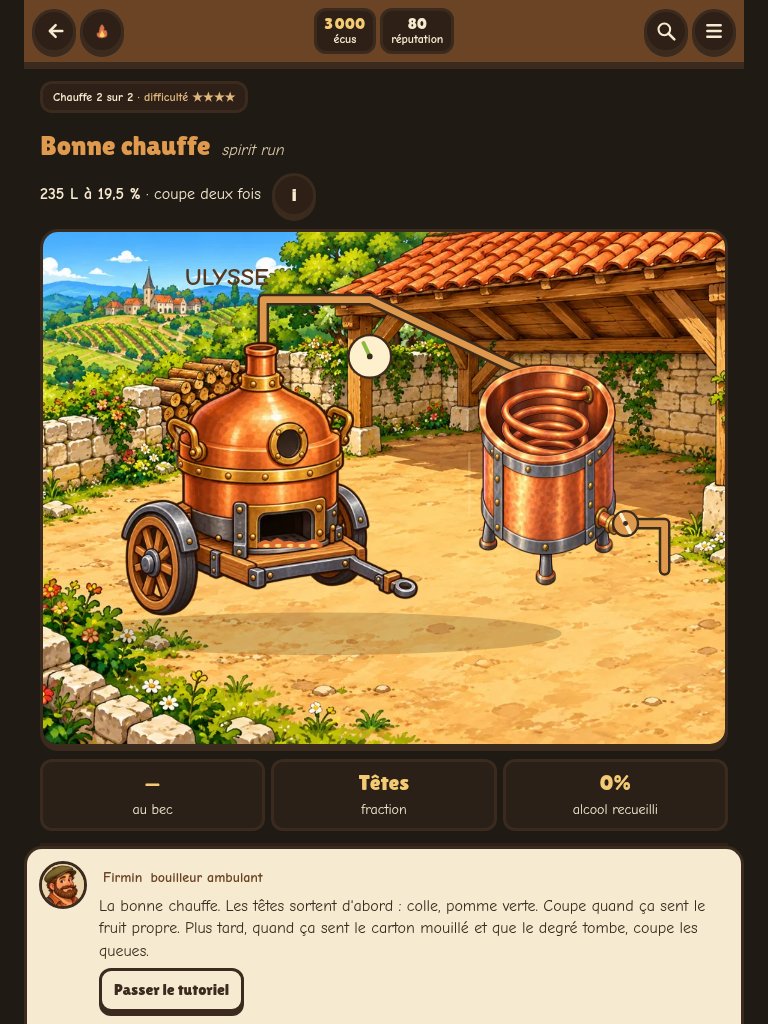 3 000
écus
80
réputation
Chauffe 2 sur 2 · difficulté ★★★★
Bonne chauffe spirit run
235 L à 19,5 % · coupe deux fois i
ULYSSE
—
au bec
Têtes
fraction
0%
alcool recueilli
Firmin bouilleur ambulant
La bonne chauffe. Les têtes sortent d'abord : colle, pomme verte. Coupe quand ça sent le
fruit propre. Plus tard, quand ça sent le carton mouillé et que le degré tombe, coupe les
queues.
Passer le tutoriel